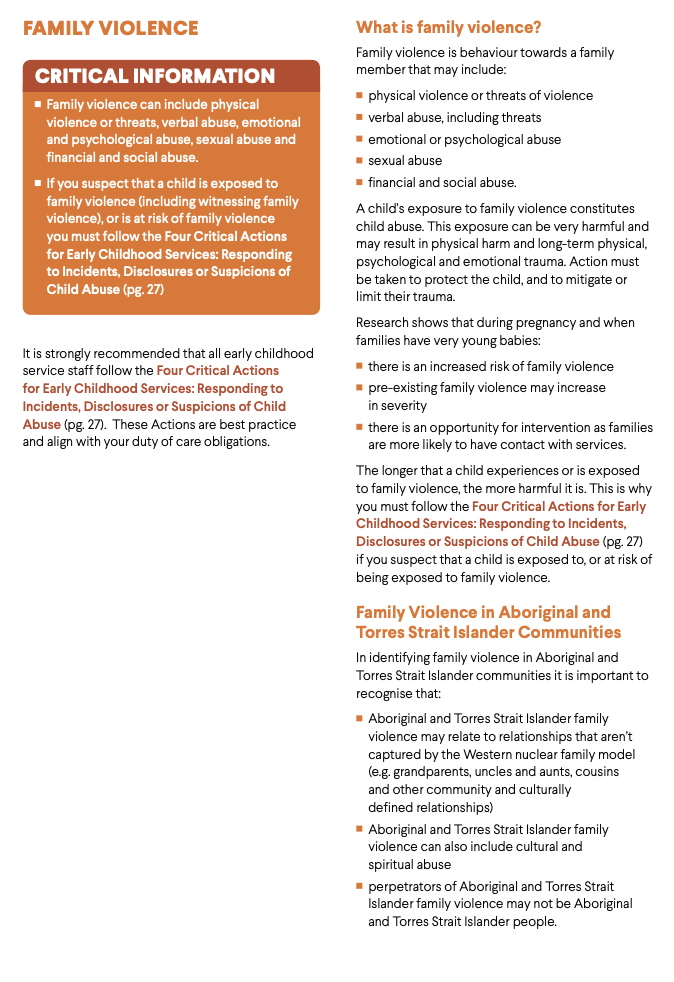 FAMILY VIOLENCE
CRITICAL INFORMATION
■ Family violence can include physical
violence or threats, verbal abuse, emotional
and psychological abuse, sexual abuse and
financial and social abuse.
■ If you suspect that a child is exposed to
family violence (including witnessing family
violence), or is at risk of family violence
you must follow the Four Critical Actions
for Early Childhood Services: Responding
to Incidents, Disclosures or Suspicions of
Child Abuse (pg. 27)
It is strongly recommended that all early childhood
service staff follow the Four Critical Actions
for Early Childhood Services: Responding to
Incidents, Disclosures or Suspicions of Child
Abuse (pg. 27).  These Actions are best practice
and align with your duty of care obligations.
What is family violence?
Family violence is behaviour towards a family
member that may include:
■ physical violence or threats of violence
■ verbal abuse, including threats
■ emotional or psychological abuse
■ sexual abuse
■ financial and social abuse.
A child's exposure to family violence constitutes
child abuse. This exposure can be very harmful and
may result in physical harm and long-term physical,
psychological and emotional trauma. Action must
be taken to protect the child, and to mitigate or
limit their trauma.
Research shows that during pregnancy and when
families have very young babies:
■ there is an increased risk of family violence
■ pre-existing family violence may increase
in severity
■ there is an opportunity for intervention as families
are more likely to have contact with services.
The longer that a child experiences or is exposed
to family violence, the more harmful it is. This is why
you must follow the Four Critical Actions for Early
Childhood Services: Responding to Incidents,
Disclosures or Suspicions of Child Abuse (pg. 27)
if you suspect that a child is exposed to, or at risk of
being exposed to family violence.
Family Violence in Aboriginal and
Torres Strait Islander Communities
In identifying family violence in Aboriginal and
Torres Strait Islander communities it is important to
recognise that:
■ Aboriginal and Torres Strait Islander family
violence may relate to relationships that aren't
captured by the Western nuclear family model
(e.g. grandparents, uncles and aunts, cousins
and other community and culturally
defined relationships)
■ Aboriginal and Torres Strait Islander family
violence can also include cultural and
spiritual abuse
■ perpetrators of Aboriginal and Torres Strait
Islander family violence may not be Aboriginal
and Torres Strait Islander people.